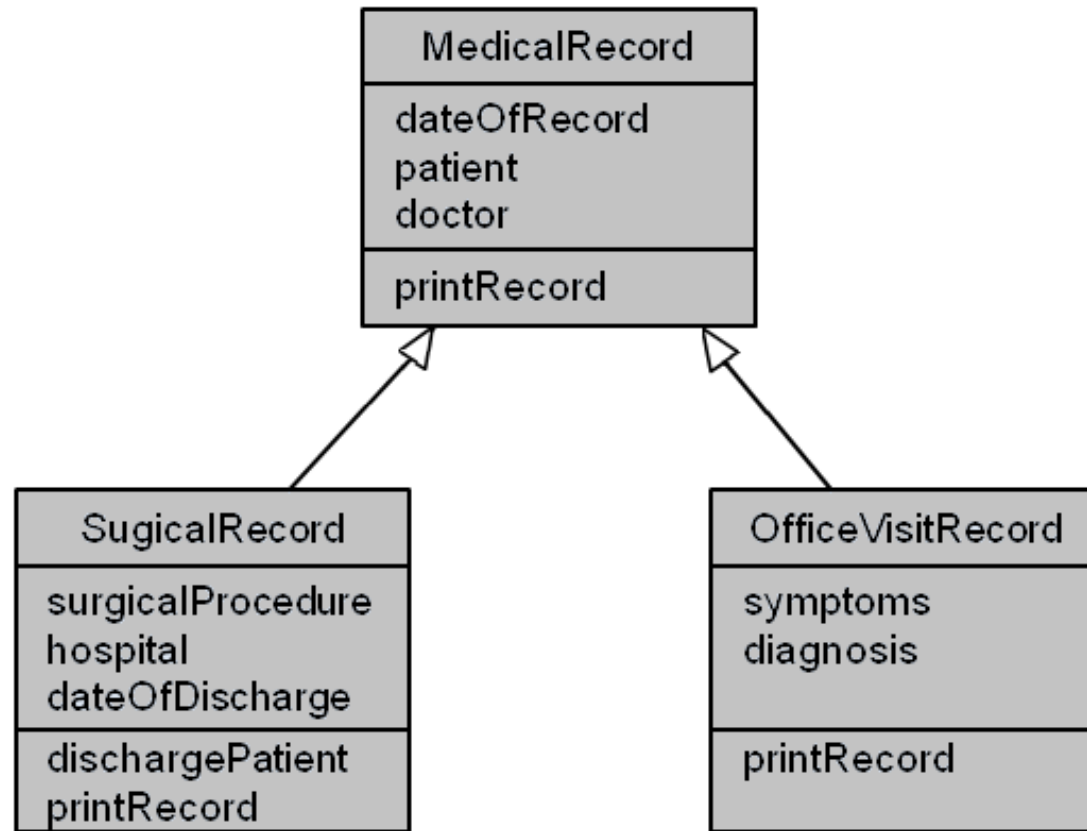 MedicalRecord
dateOfRecord
patient
doctor
printRecord
SugicalRecord
surgicalProcedure
hospital
dateOfDischarge
dischargePatient
printRecord
OfficeVisitRecord
symptoms
diagnosis
printRecord